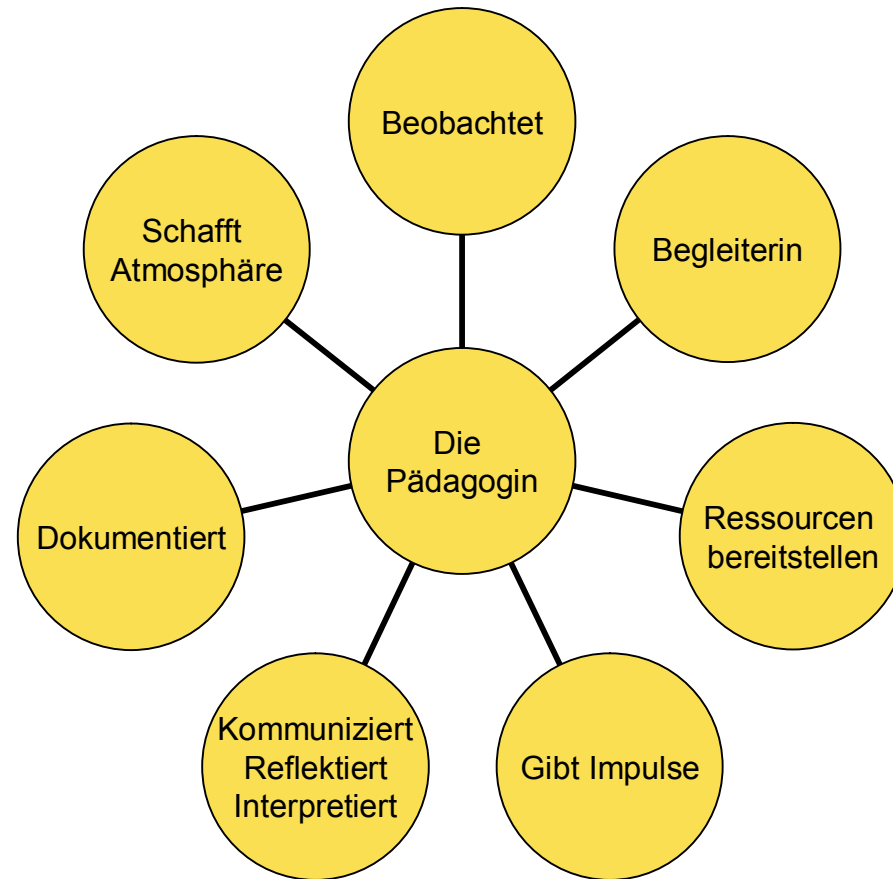 Beobachtet
Schafft
Atmosphäre
Begleiterin
Die
Pädagogin
Ressourcen
bereitstellen
Dokumentiert
Kommuniziert
Reflektiert
Interpretiert
Gibt Impulse